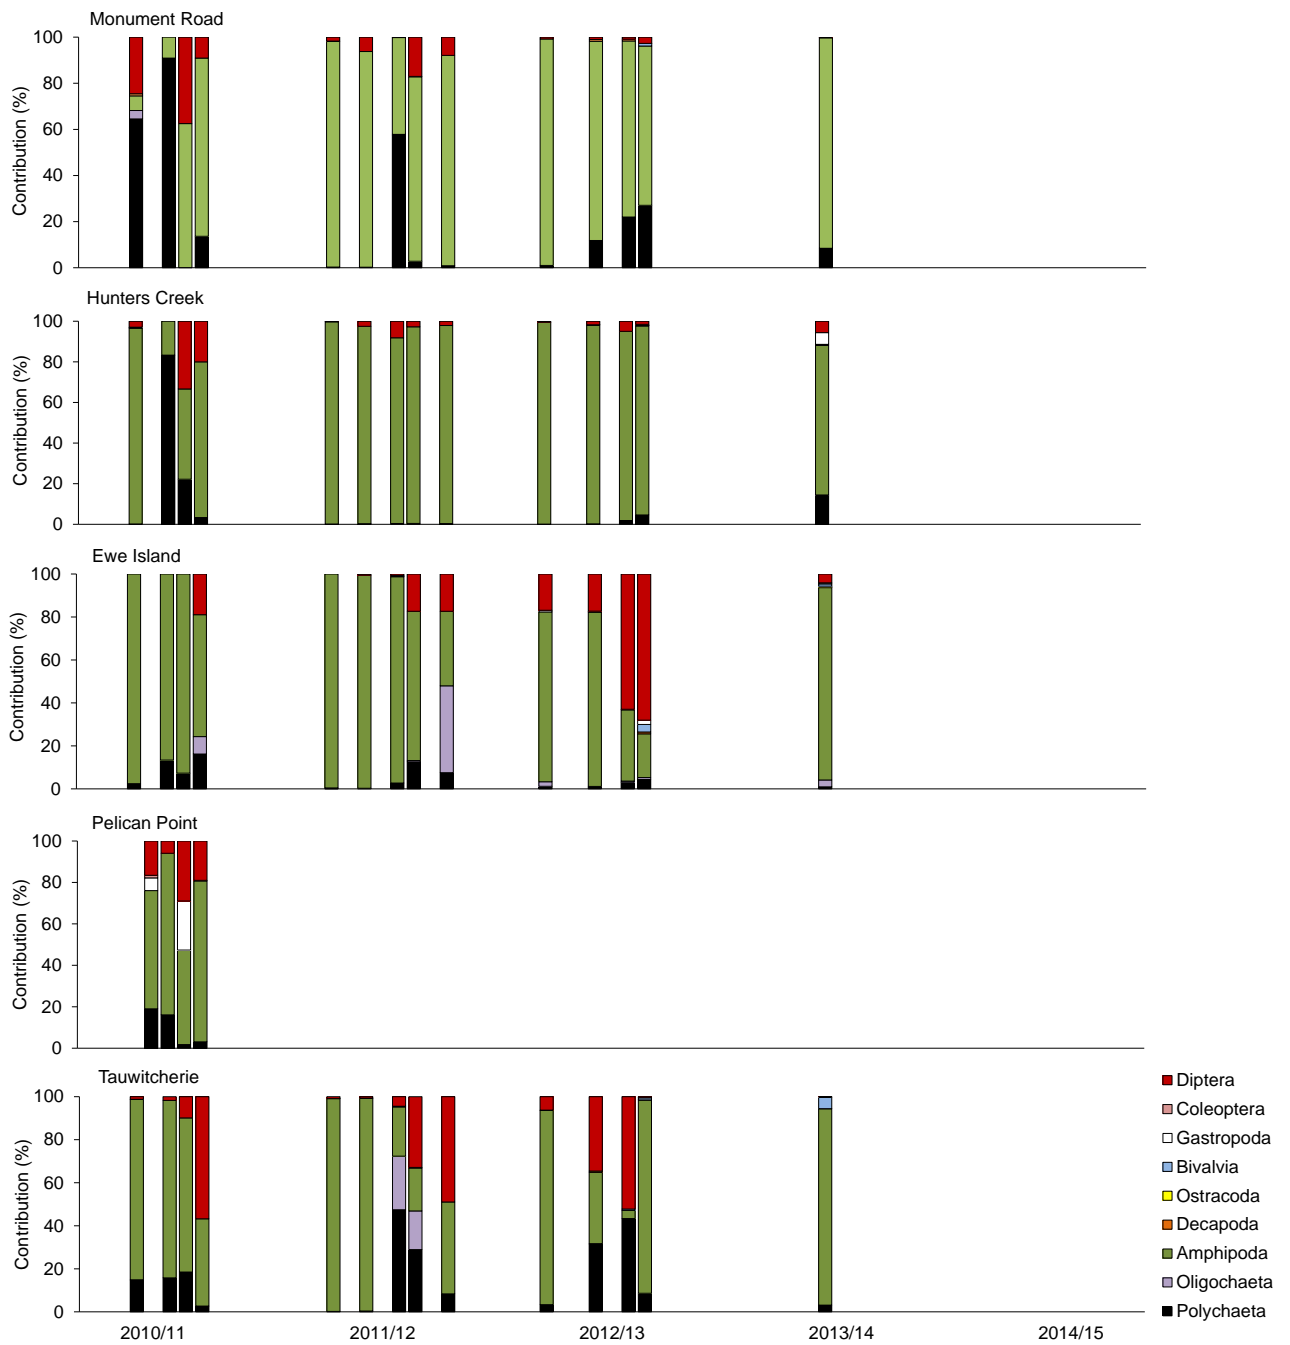 Monument Road
100
80
60
40
20
0
Contribution (%)
Hunters Creek
100
80
60
40
20
0
Contribution (%)
Ewe Island
100
80
60
40
20
0
Contribution (%)
Pelican Point
100
80
60
40
20
0
Contribution (%)
Tauwitcherie
100
80
60
40
20
0
Contribution (%)
2010/11 2011/12 2012/13 2013/14 2014/15
Diptera
Coleoptera
Gastropoda
Bivalvia
Ostracoda
Decapoda
Amphipoda
Oligochaeta
Polychaeta